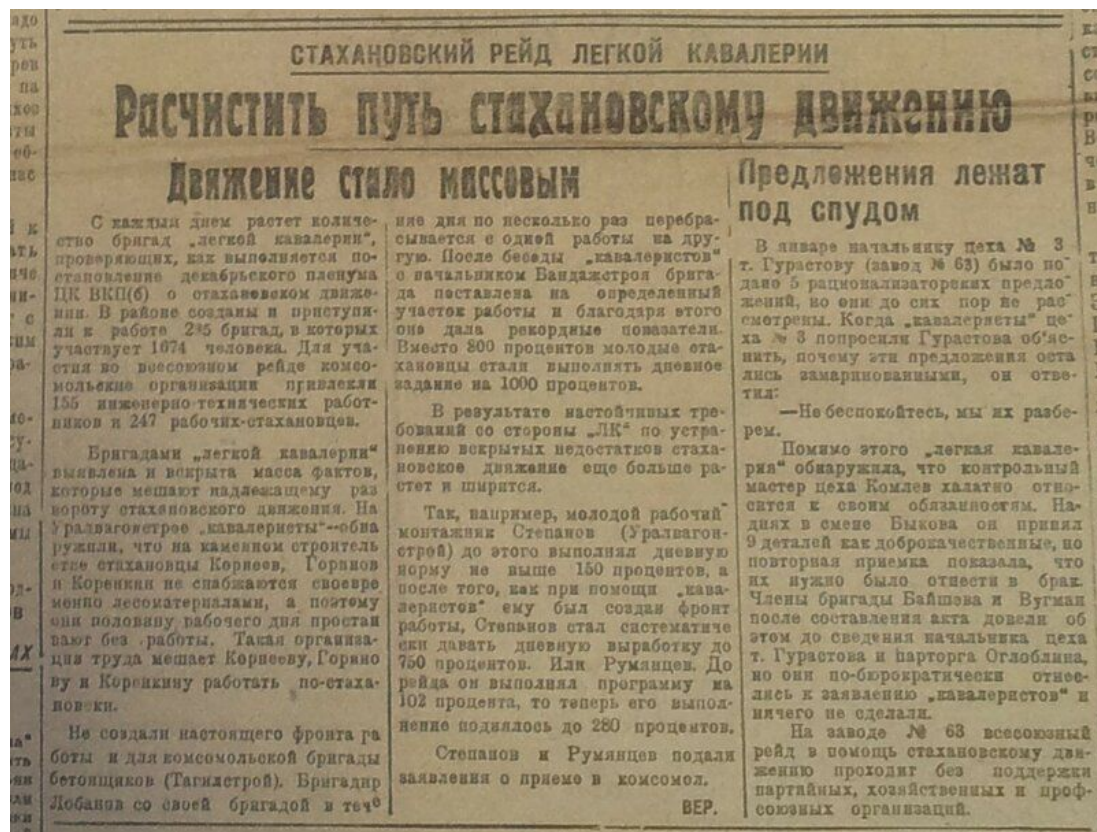 СТАХАНОВСКИЙ РЕЙД ЛЕГКОЙ КАВАЛЕРИИ
Расчистить путь стахановскому движению
Движение стало массовым
С каждым днем растет количе-
ство бригад „легкой кавалерии",
проверяющих, как выполняется по-
становление декабрьского пленума
ЦК ВКП(б) о стахановском движе-
нии. В районе созданы и приступи-
ли к работе 235 бригад, в которых
участвует 1674 человека. Для уча-
стия во всесоюзном рейде комсо-
мольские организации привлекли
155 инженерно-технических работ-
ников и 247 рабочих-стахановцев.
Бригадами „легкой кавалерии"
выявлена и вскрыта масса фактов,
которые мешают надлежащему раз
вороту стахановского движения. На
Уралвагонстрое „кавалеристы"—обна
ружили, что на каменном строитель
стве стахановцы Корнеев, Горинов
и Коренкин не снабжаются своевре
менно лесоматериалами, а поэтому
они половину рабочего дня простаи
вают без работы. Такая организа-
ция труда мешает Корнееву, Горино
ву и Коренкину работать по-стаха-
новски.
Не создали настоящего фронта ра
боты и для комсомольской бригады
бетонщиков (Тагилстрой). Бригадир
Лобанов со своей бригадой в тече
ние дня по несколько раз перебра-
сывается с одной работы на дру-
гую. После беседы „кавалеристов"
с начальником Бандажстроя брига-
да поставлена на определенный
участок работы и благодаря этого
она дала рекордные показатели.
Вместо 800 процентов молодые ста-
хановцы стали выполнять дневное
задание на 1000 процентов.
В результате настойчивых тре-
бований со стороны „ЛК" по устра-
нению вскрытых недостатков стаха-
новское движение еще больше ра-
стет и ширится.
Так, например, молодой рабочий
монтажник Степанов (Уралвагон-
строй) до этого выполнял дневную
норму не выше 150 процентов, а
после того, как при помощи „кава-
леристов" ему был создан фронт
работы, Степанов стал систематиче
ски давать дневную выработку до
750 процентов. Или Румянцев. До
рейда он выполнял программу на
102 процента, то теперь его выпол-
нение поднялось до 280 процентов.
Степанов и Румянцев подали
заявления о приеме в комсомол.
ВЕР.
Предложения лежат
под спудом
В январе начальнику цеха № 3
т. Гурастову (завод № 63) было по
дано 5 рационализаторских предло-
жений, но они до сих пор не рас-
смотрены. Когда „кавалеристы" це-
ха № 3 попросили Гурастова об'яс-
нить, почему эти предложения оста
лись замаринованными, он отве-
тил:
—Не беспокойтесь, мы их разбе-
рем.
Помимо этого „легкая кавале-
рия" обнаружила, что контрольный
мастер цеха Комлев халатно отно-
сится к своим обязанностям. На-
днях в смене Быкова он принял
9 деталей как доброкачественные, но
повторная приемка показала, что
их нужно было отнести в брак.
Члены бригады Байшева и Вугман
после составления акта довели об
этом до сведения начальника цеха
т. Гурастова и парторга Оглоблина,
но они по-бюрократически отнес-
лись к заявлению „кавалеристов" и
ничего не сделали.
На заводе № 63 всесоюзный
рейд в помощь стахановскому дви-
жению проходит без поддержки
партийных, хозяйственных и проф-
союзных организаций.